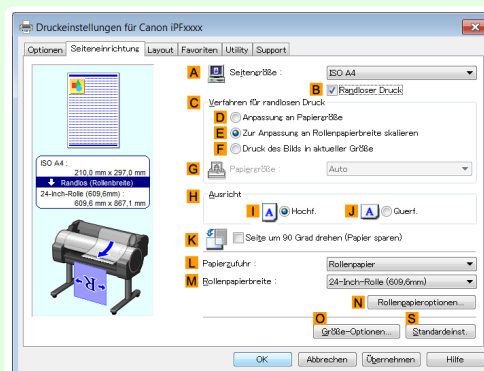 Druckeinstellungen für Canon iPFxxxx
Optionen Seiteneinrichtung Layout Favoriten Utility Support
A Seitengröße : ISO A4
B Randloser Druck
C Verfahren für randlosen Druck
D Anpassung an Papiergröße
E Zur Anpassung an Rollenpapierbreite skalieren
F Druck des Bilds in aktueller Größe
G Papiergröße : Auto
ISO A4 :
210,0 mm x 297,0 mm
Randlos (Rollenbreite)
24-Inch-Rolle (609,6mm) :
609,6 mm x 867,1 mm
H Ausricht
I A Hochf. J A Querf.
K Seite um 90 Grad drehen (Papier sparen)
L Papierzufuhr : Rollenpapier
M Rollenpapierbreite : 24-Inch-Rolle (609,6mm)
N Rollenpapieroptionen...
O S
Größe-Optionen... Standardeinst.
OK Abbrechen Übernehmen Hilfe